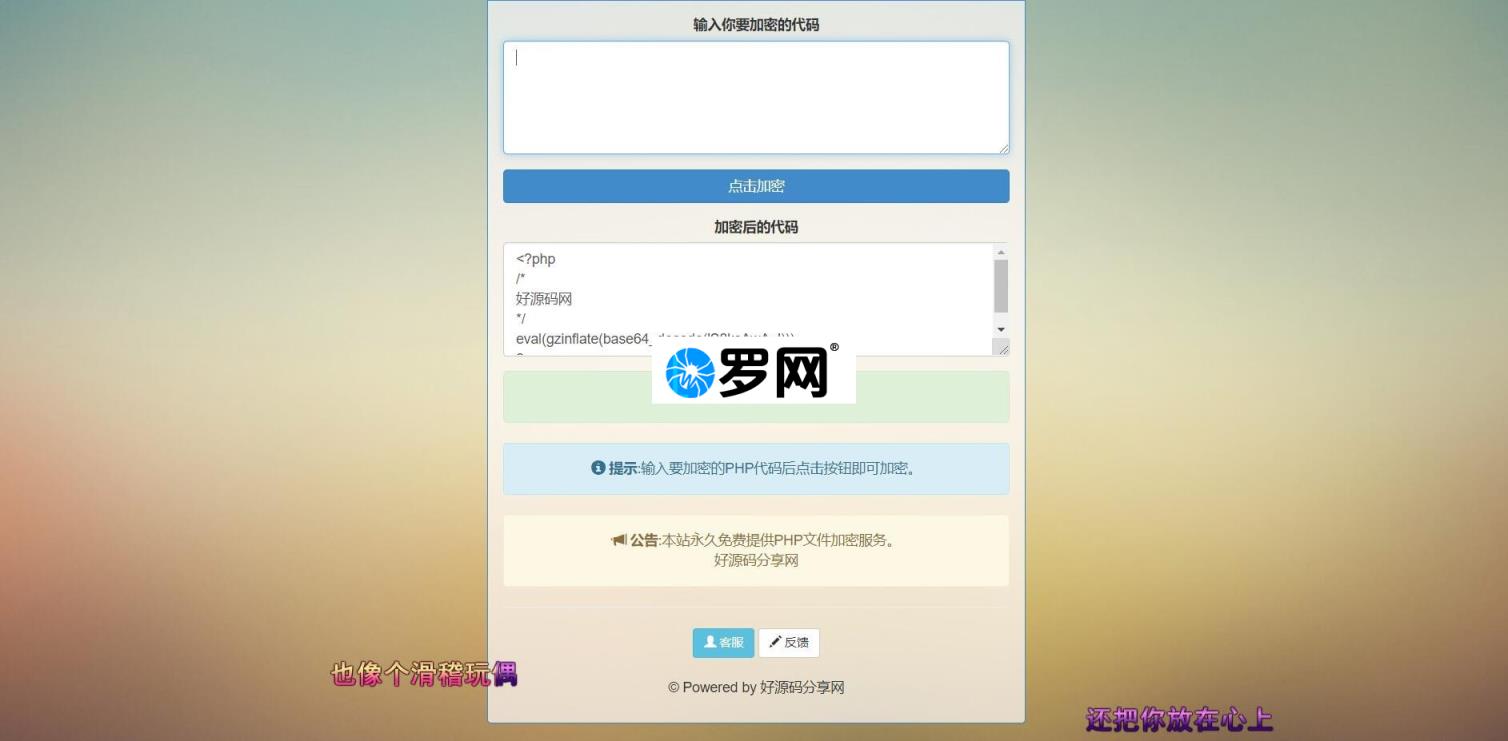 输入你要加密的代码
点击加密
加密后的代码
<?php
/*
好源码网
*/
eval(gzinflate(base64_
罗网®
提示:输入要加密的PHP代码后点击按钮即可加密。
公告:本站永久免费提供PHP文件加密服务。
好源码分享网
客服 反馈
也像个滑稽玩偶
© Powered by 好源码分享网
还把你放在心上